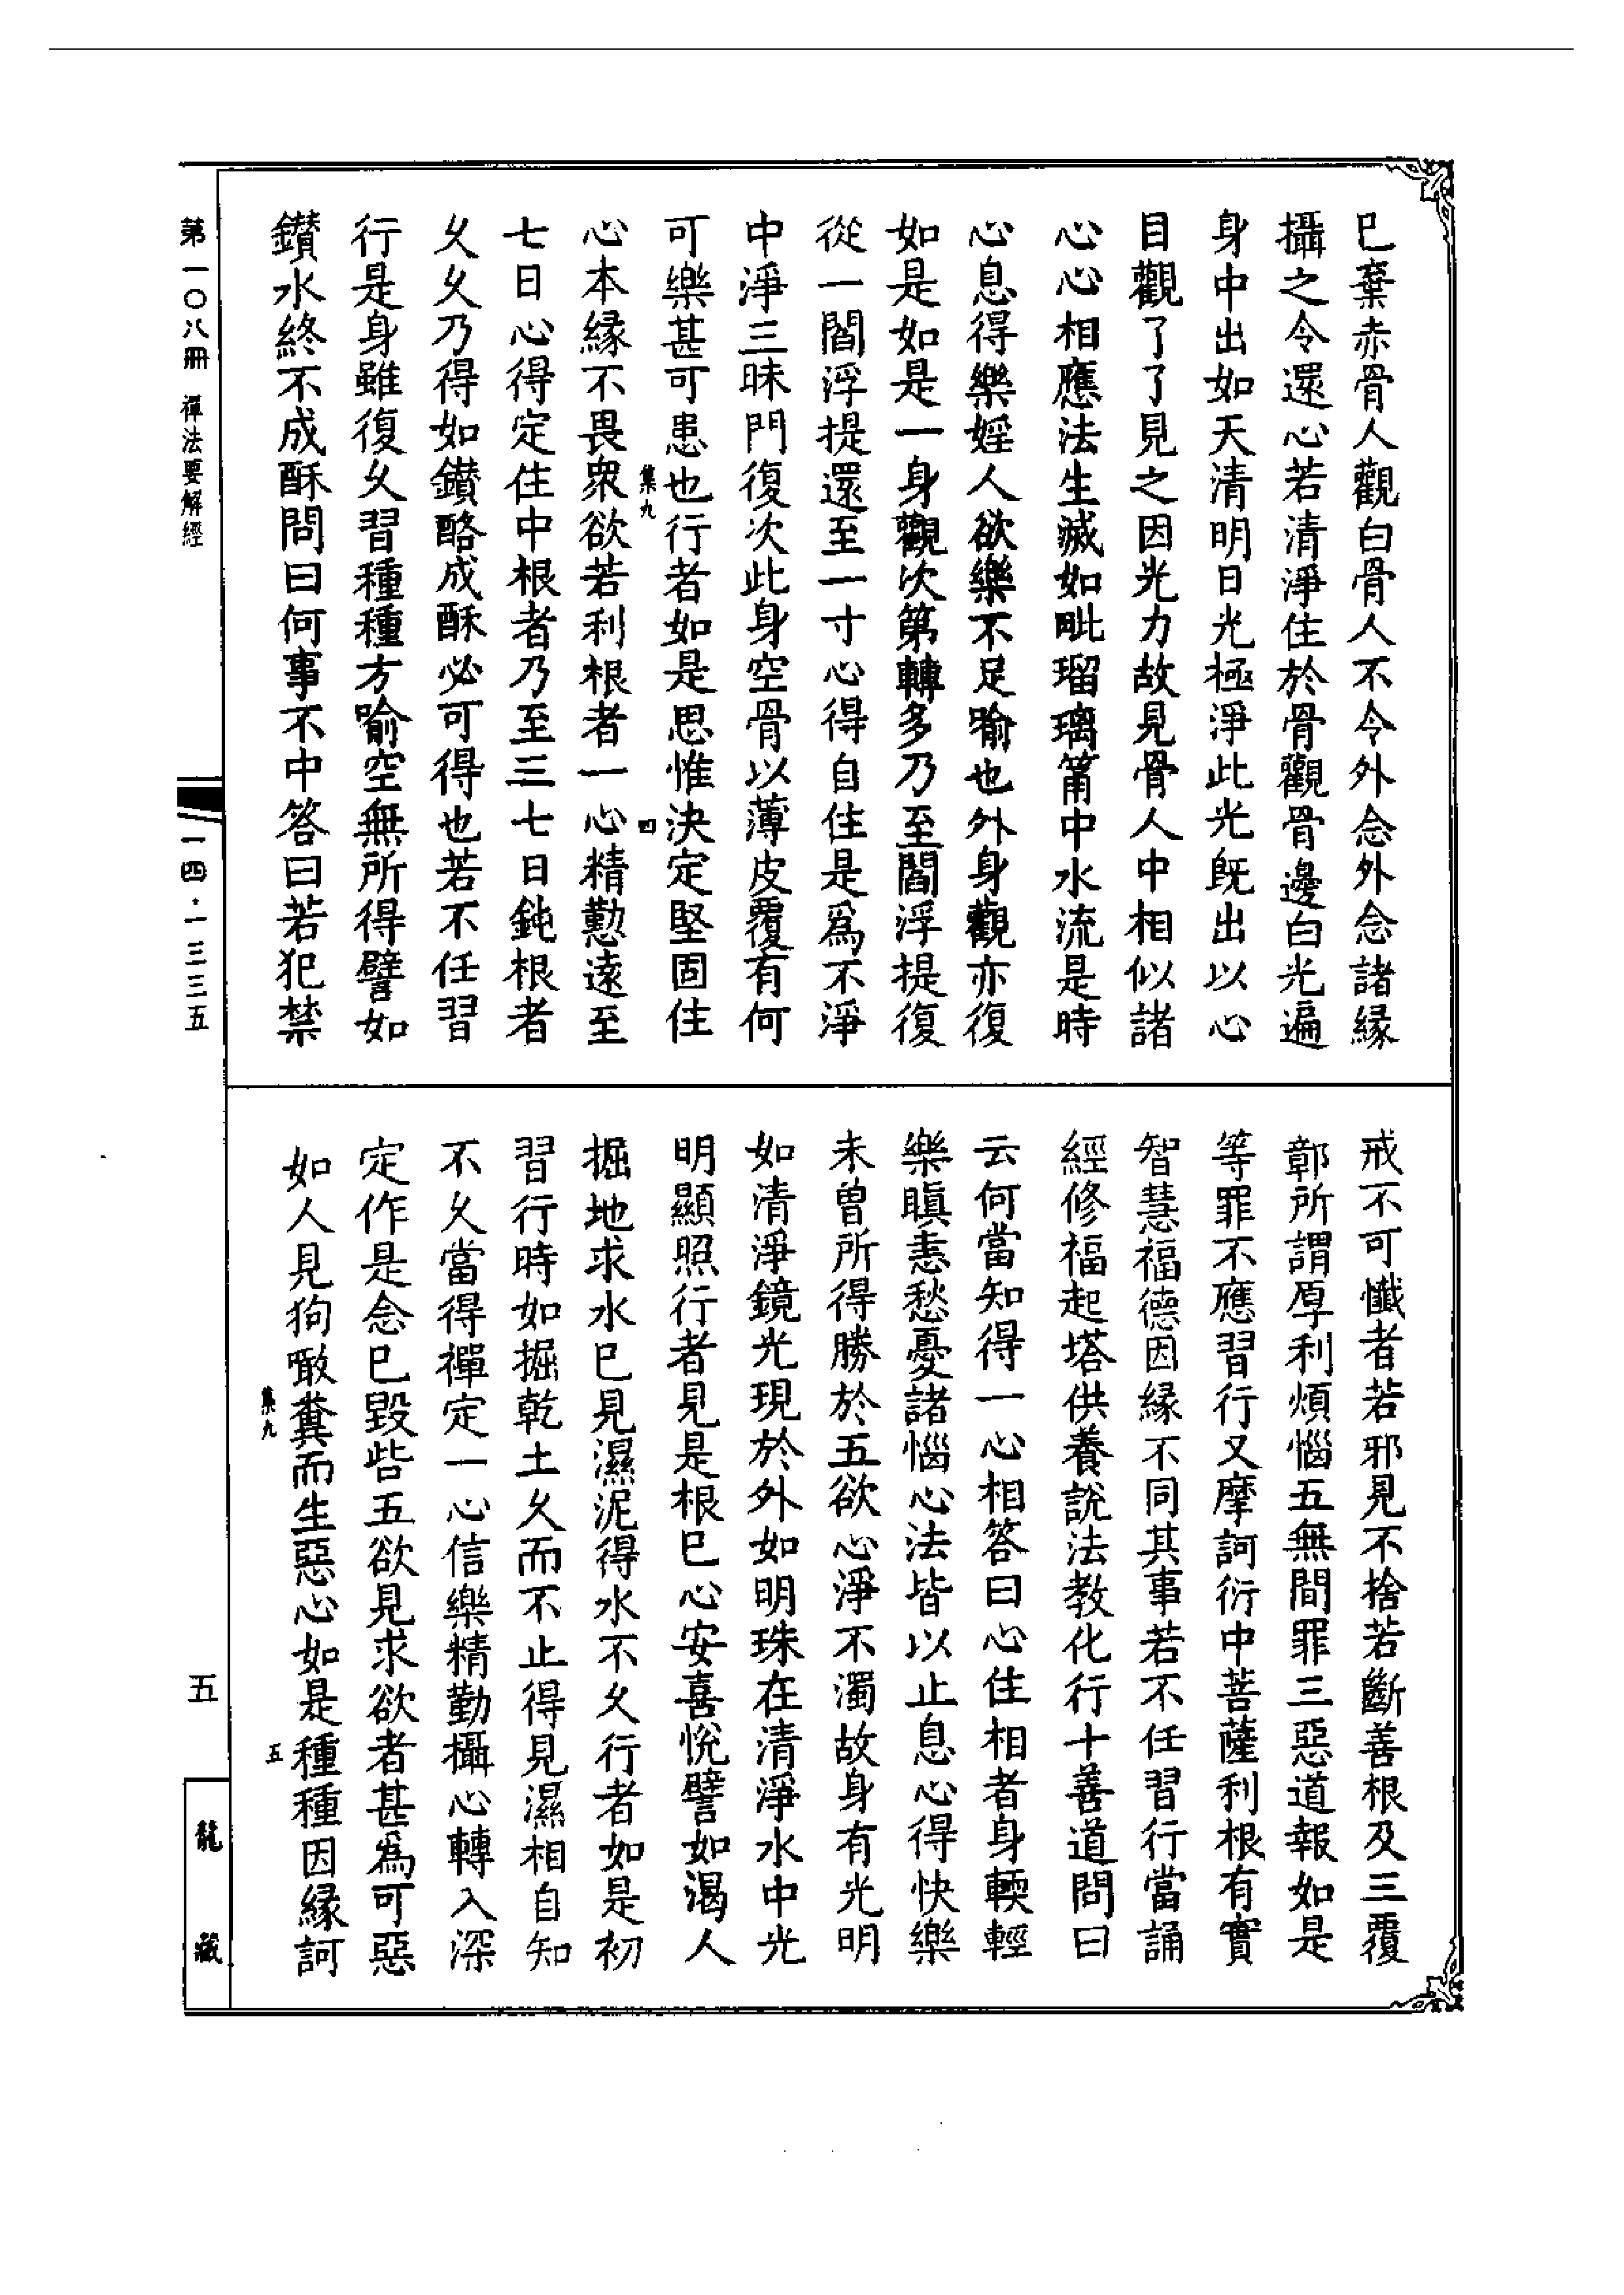 已棄赤骨人觀白骨人不令外念外念諸緣
攝之令還心若清淨住於骨觀骨邊白光遍
身中出如天清明日光極淨此光既出以心
目觀了了見之因光力故見骨人中相似諸
心心相應法生滅如毗瑠璃筩中水流是時
心息得樂婬人欲樂不足喻也外身觀亦復
如是如是一身觀次第轉多乃至閻浮提復
從一閻浮提還至一寸心得自住是爲不淨
中淨三昧門復次此身空骨以薄皮覆有何
可樂甚可患也行者如是思惟決定堅固住
集九
四
心本緣不畏衆欲若利根者一心精懃遠至
七日心得定住中根者乃至三七日鈍根者
久久乃得如鑽酪成酥必可得也若不任習
行是身雖復久習種種方喻空無所得譬如
鑽水終不成酥問曰何事不中答曰若犯禁
戒不可懺者若邪見不捨若斷善根及三覆
鄣所謂厚利煩惱五無間罪三惡道報如是
等罪不應習行又摩訶衍中菩薩利根有實
智慧福德因緣不同其事若不任習行當誦
經修福起塔供養說法教化行十善道問曰
云何當知得一心相答曰心住相者身輭輕
樂瞋恚愁憂諸惱心法皆以止息心得快樂
未曾所得勝於五欲心淨不濁故身有光明
如清淨鏡光現於外如明珠在清淨水中光
明顯照行者見是根已心安喜悅譬如渴人
掘地求水已見濕泥得水不久行者如是初
習行時如掘乾土久而不止得見濕相自知
不久當得禪定一心信樂精勤攝心轉入深
定作是念已毀呰五欲見求欲者甚爲可惡
如人見狗噉糞而生惡心如是種種因緣訶
集九
五
第一〇八冊 禪法要解經
一四·一三三五
五
龍藏